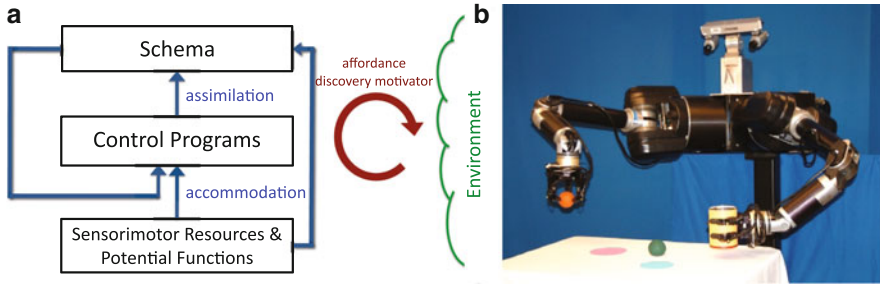 a
Schema
assimilation
Control Programs
accommodation
Sensorimotor Resources &
Potential Functions
affordance
discovery motivator
Environment
b